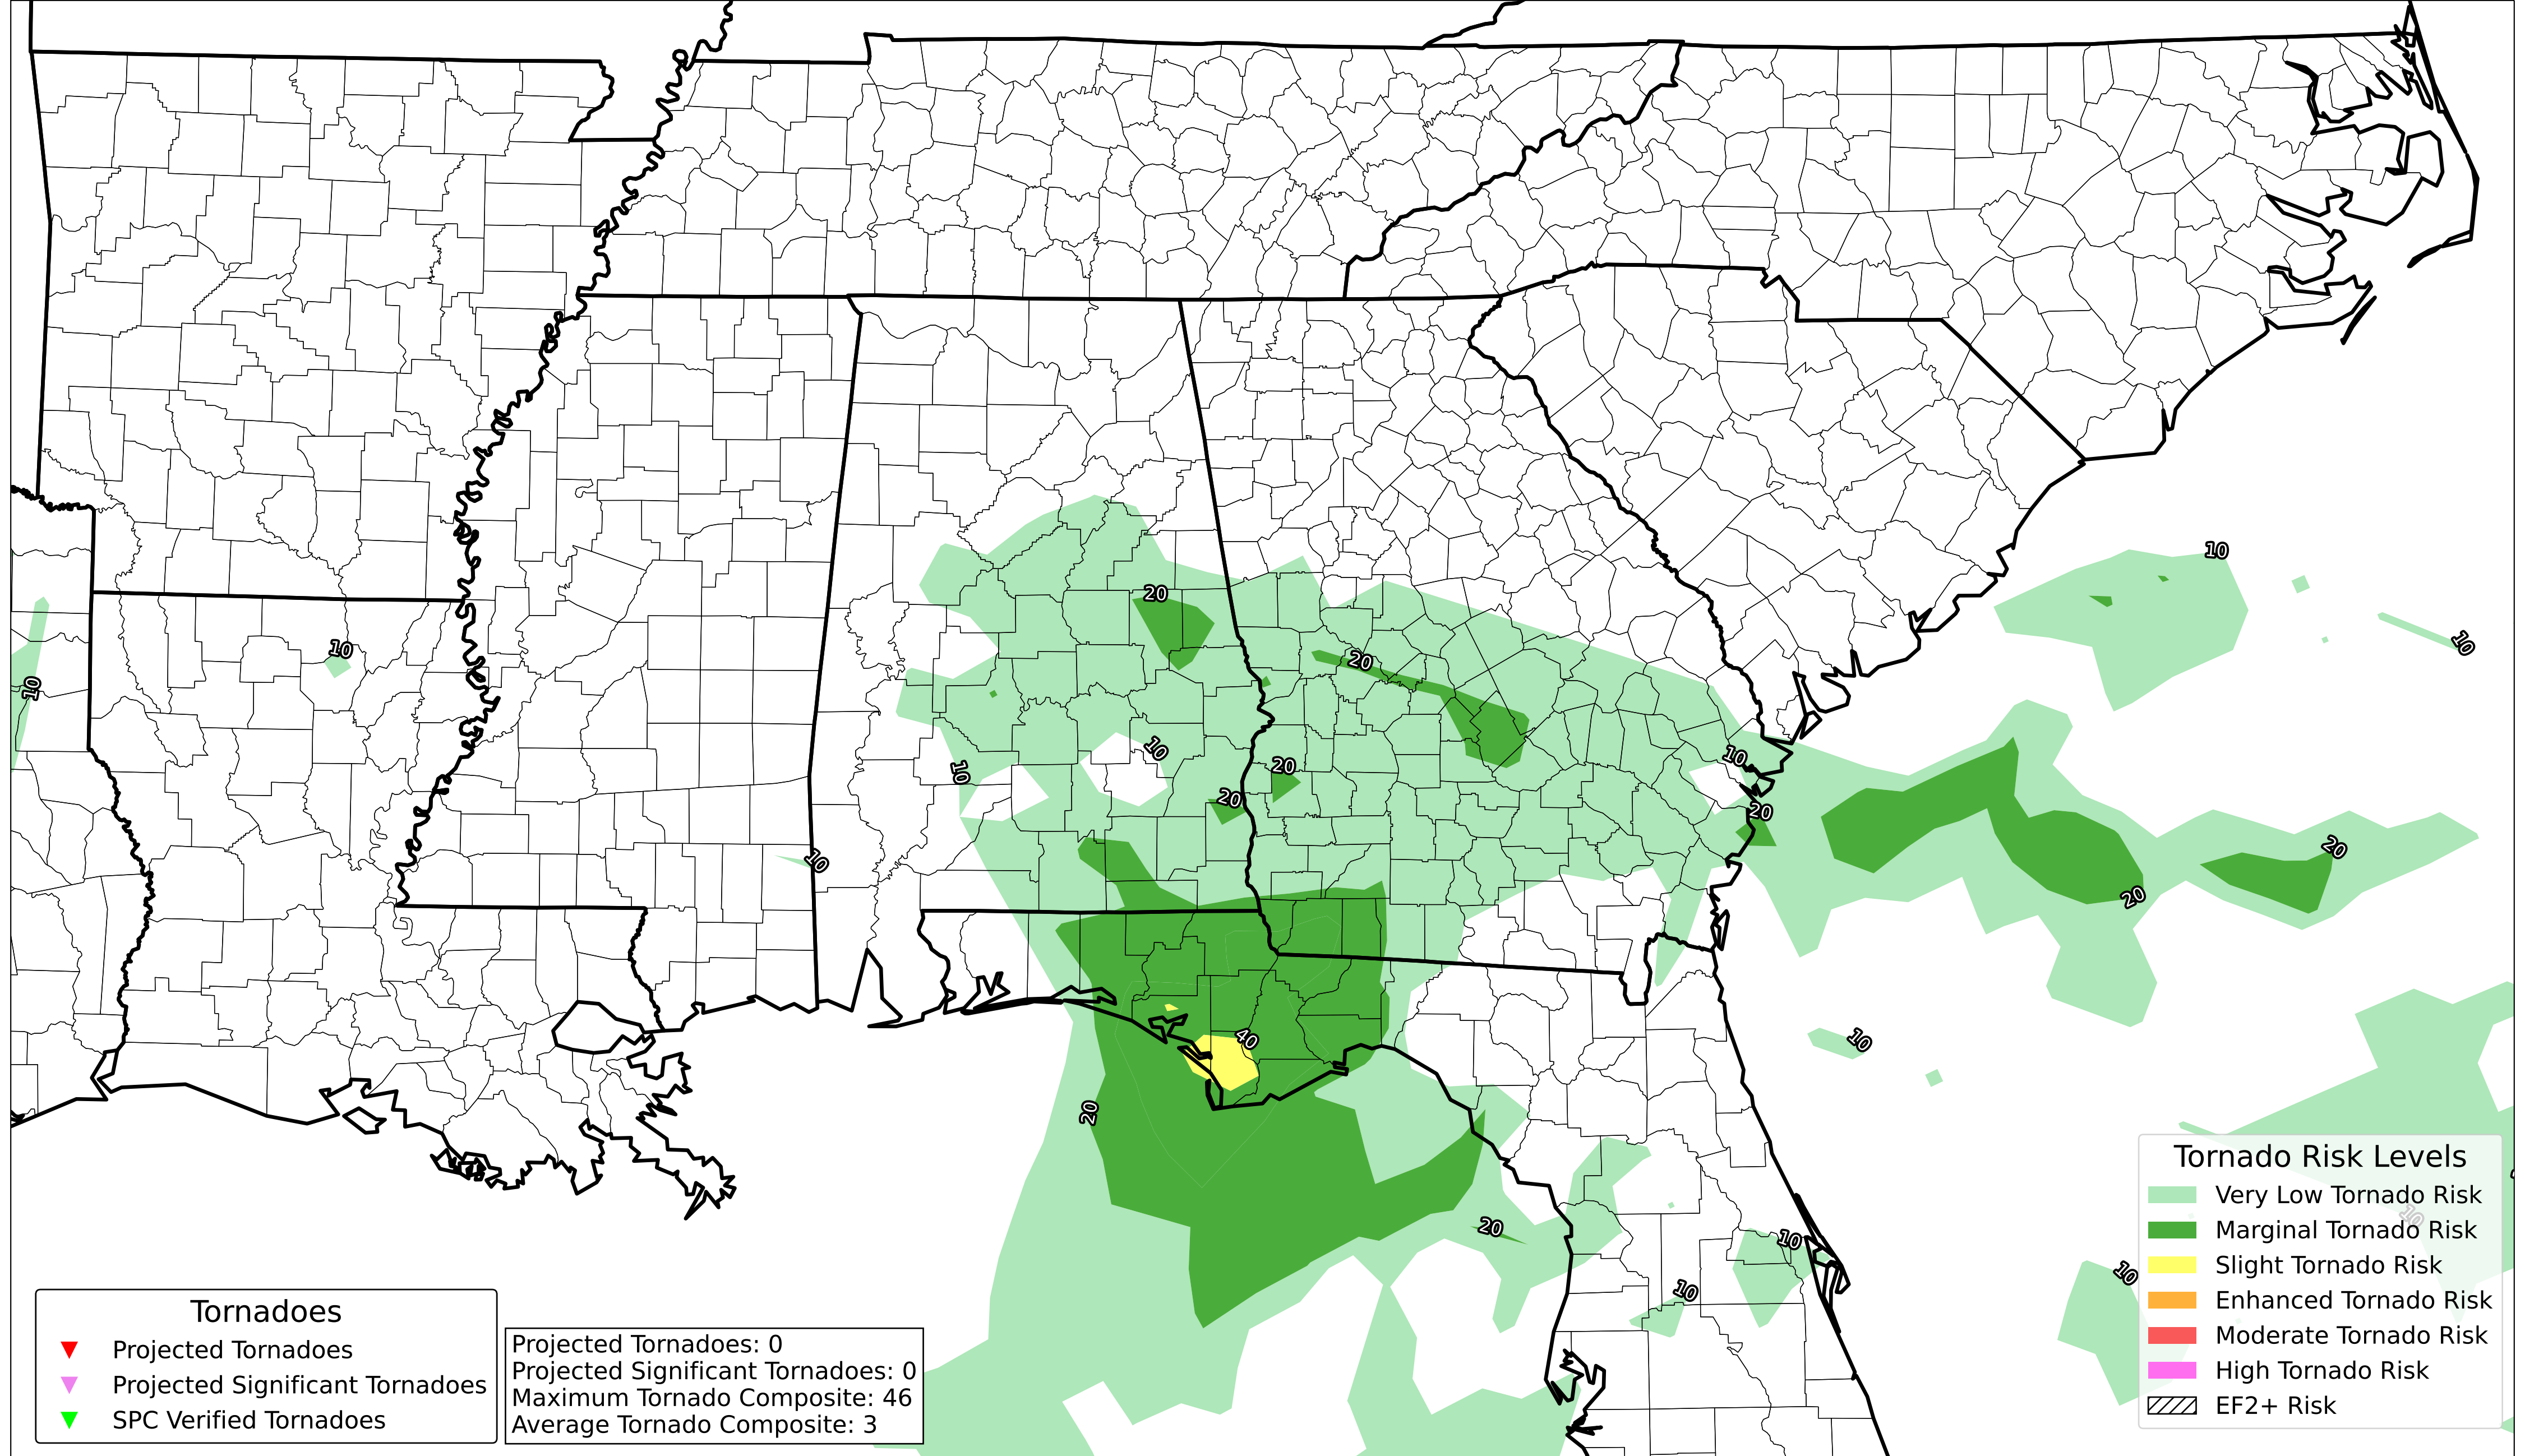 10
20
10
10
10
20
10
10
10
20
10
20
20
20
10
40
10
20
20
10
10
10
10
Tornado Risk Levels
Very Low Tornado Risk
Marginal Tornado Risk
Slight Tornado Risk
Enhanced Tornado Risk
Moderate Tornado Risk
High Tornado Risk
EF2+ Risk
Tornadoes
Projected Tornadoes
Projected Significant Tornadoes
SPC Verified Tornadoes
Projected Tornadoes: 0
Projected Significant Tornadoes: 0
Maximum Tornado Composite: 46
Average Tornado Composite: 3